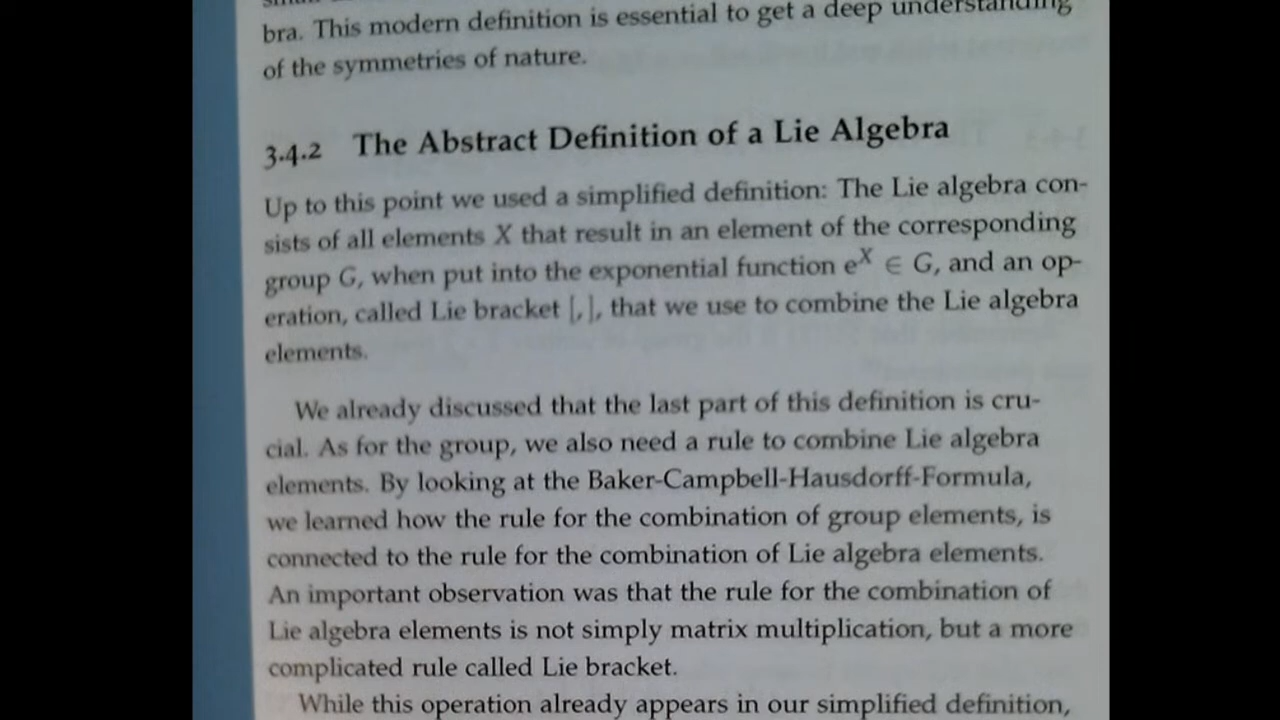 bra. This modern definition is essential to get a deep understanding
of the symmetries of nature.
3.4.2 The Abstract Definition of a Lie Algebra
Up to this point we used a simplified definition: The Lie algebra con-
sists of all elements X that result in an element of the corresponding
group G, when put into the exponential function e^X ∈ G, and an op-
eration, called Lie bracket [,], that we use to combine the Lie algebra
elements.
We already discussed that the last part of this definition is cru-
cial. As for the group, we also need a rule to combine Lie algebra
elements. By looking at the Baker-Campbell-Hausdorff-Formula,
we learned how the rule for the combination of group elements, is
connected to the rule for the combination of Lie algebra elements.
An important observation was that the rule for the combination of
Lie algebra elements is not simply matrix multiplication, but a more
complicated rule called Lie bracket.
While this operation already appears in our simplified definition,